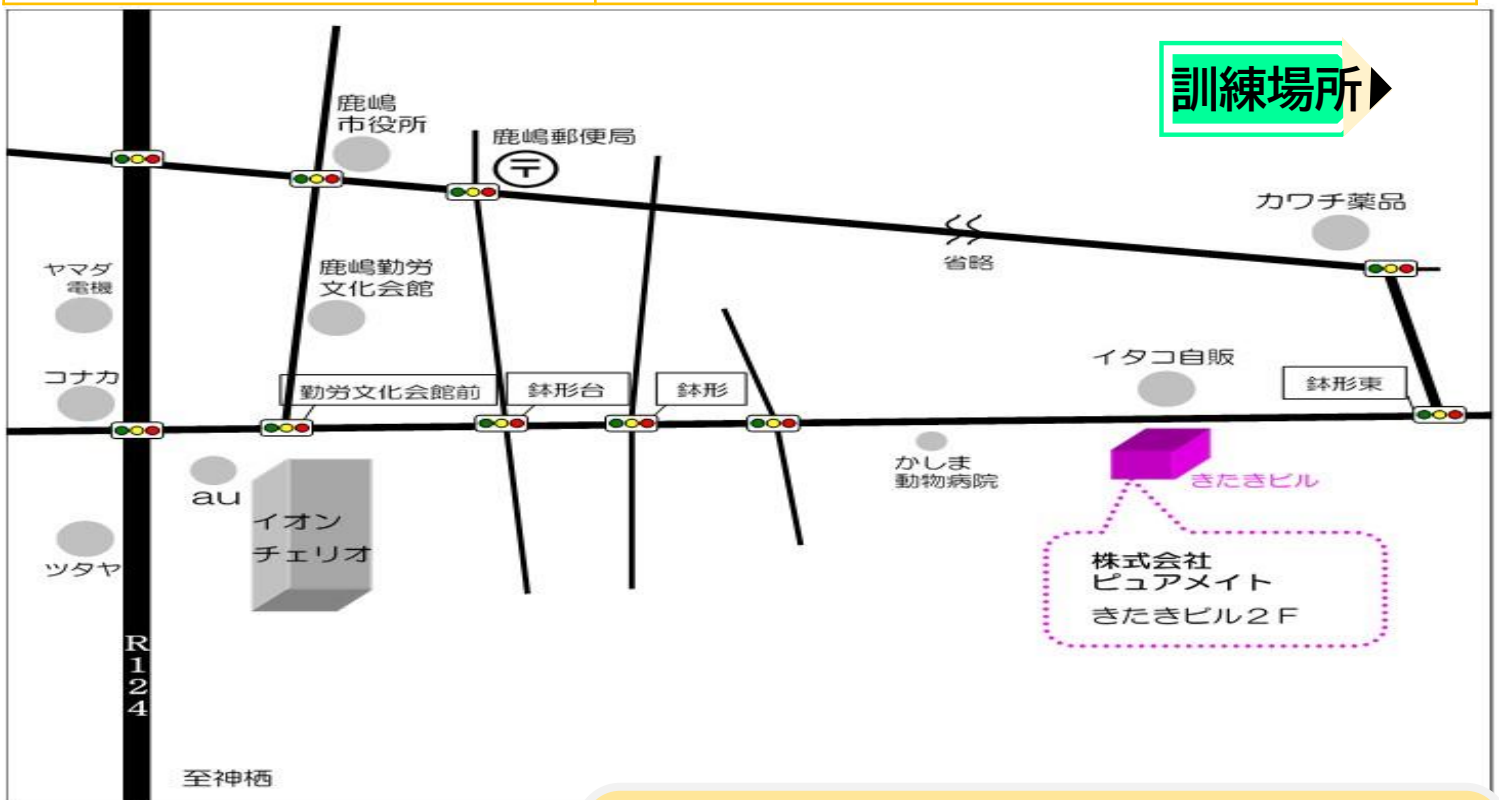 訓練場所
鹿嶋
市役所
鹿嶋郵便局
〒
カワチ薬品
省略
ヤマダ
電機
鹿嶋勤労
文化会館
コナカ
勤労文化会館前
鉢形台
鉢形
イタコ自販
鉢形東
au
イオン
チェリオ
かしま
動物病院
きたきビル
ツタヤ
株式会社
ピュアメイト
きたきビル2F
R124
至神栖